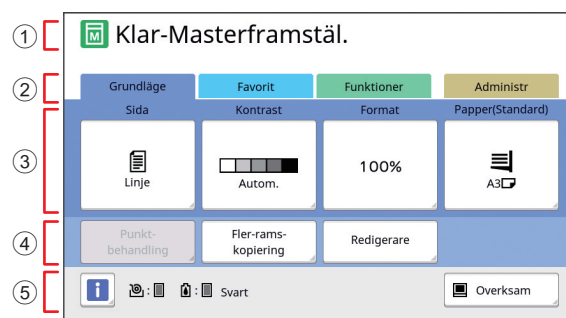 ① Klar-Masterframstäl.
② Grundläge Favorit Funktioner Administr
Sida Kontrast Format Papper(Standard)
③ 100%
Linje Autom. A3
④ Punkt-
behandling
Fler-rams-
kopiering
Redigerare
⑤ i : : Svart Overksam